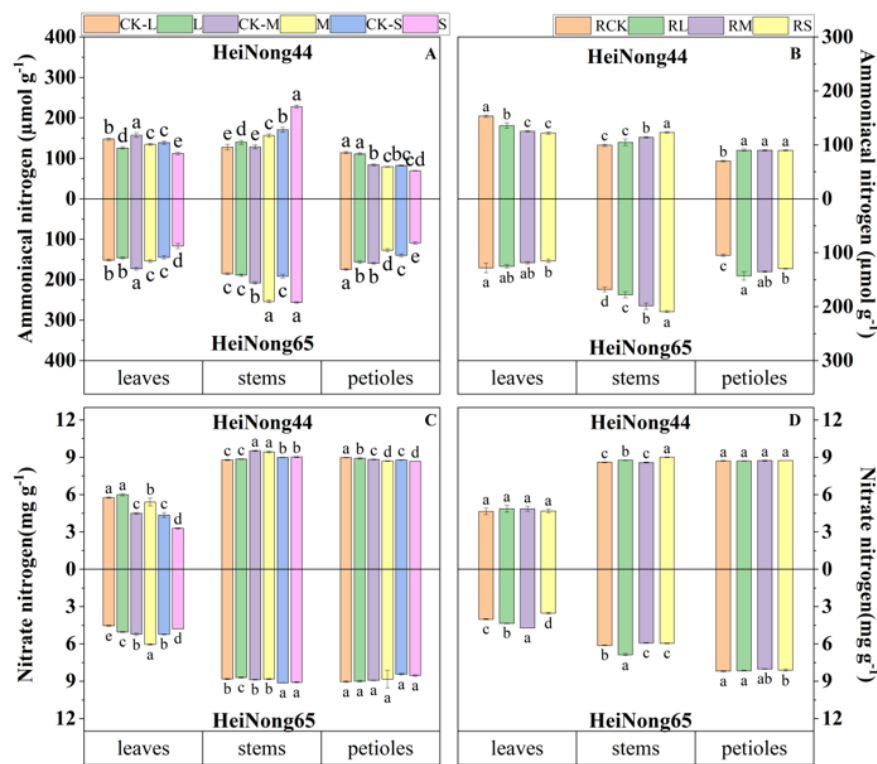 CK-L L CK-M M CK-S S
RCK RL RM RS
HeiNong44 A
400
300
200
100
0
100
200
300
400
Ammoniacal nitrogen (μmol g-1)
b d a c c e
e d e c b a
a a b c bc cd
b b a c c d
c c b a c a
a b b d c e
HeiNong65
leaves stems petioles
HeiNong44 B
300
200
100
0
100
200
300
Ammoniacal nitrogen (μmol g-1)
a b c c
c c b a
b a a a
a ab ab b
d c b a
c a ab b
HeiNong65
leaves stems petioles
HeiNong44 C
12
9
6
3
0
3
6
9
12
Nitrate nitrogen(mg g-1)
a a c b c d
c c a a b b
a b c d c d
e c b a b d
b c b b a a
a a a a a a
HeiNong65
leaves stems petioles
HeiNong44 D
12
9
6
3
0
3
6
9
12
Nitrate nitrogen(mg g-1)
a a a a
c b c a
a a a a
c b a d
b a c c
a a ab b
HeiNong65
leaves stems petioles